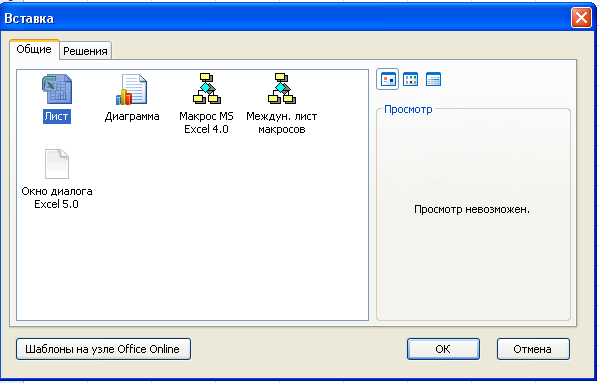 Вставка
Общие
Решения
Лист
Диаграмма
Макрос MS
Excel 4.0
Междун. лист
макросов
Окно диалога
Excel 5.0
Просмотр
Просмотр невозможен.
Шаблоны на узле Office Online
ОК
Отмена